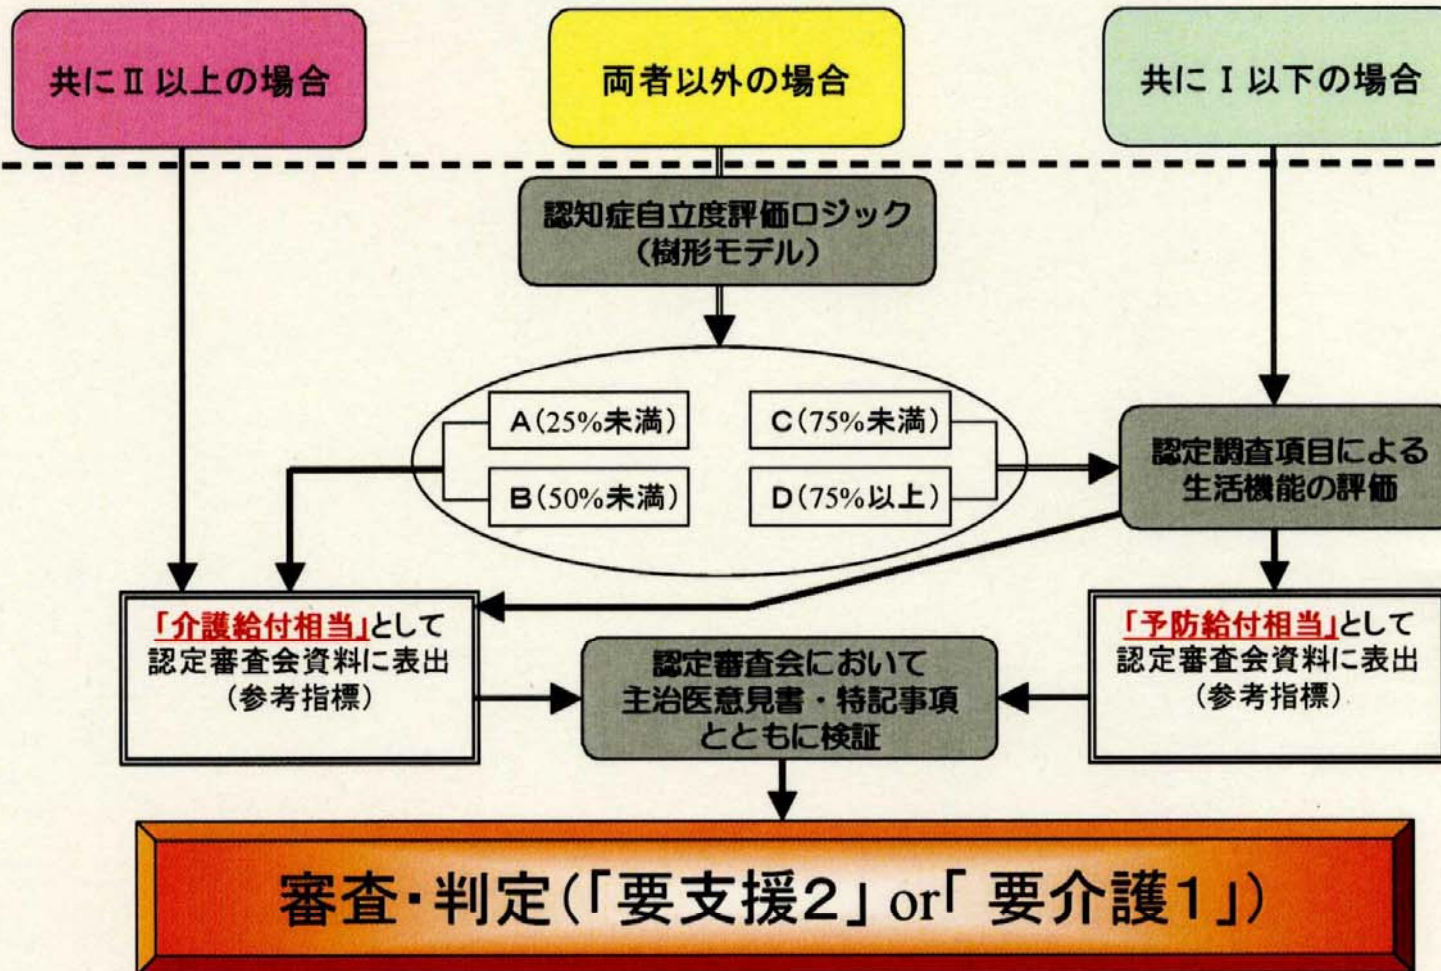 共にⅡ以上の場合
両者以外の場合
共にⅠ以下の場合
認知症自立度評価ロジック
(樹形モデル)
A(25%未満)
C(75%未満)
B(50%未満)
D(75%以上)
認定調査項目による
生活機能の評価
「介護給付相当」として
認定審査会資料に表出
(参考指標)
認定審査会において
主治医意見書・特記事項
とともに検証
「予防給付相当」として
認定審査会資料に表出
(参考指標)
審査・判定(「要支援2」or「 要介護1」)